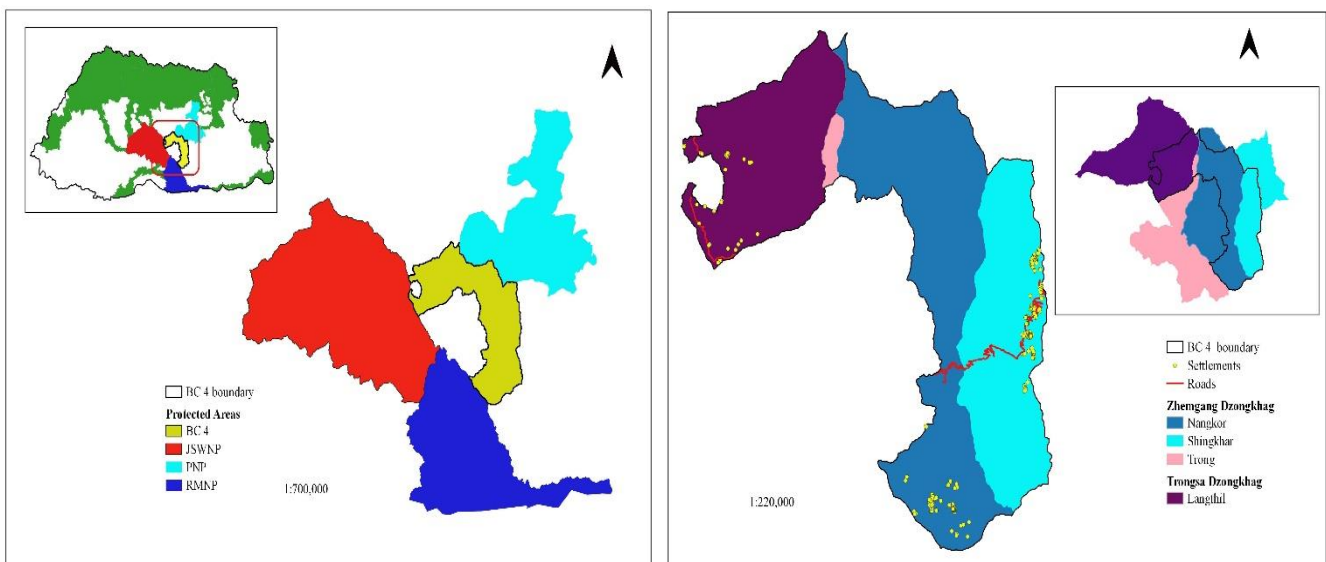 BC 4 boundary
Protected Areas
BC 4
JSWNP
PNP
RMNP
1:700,000
BC 4 boundary
Settlements
Roads
Zhemgang Dzongkhag
Nangkor
Shingkhar
Trong
Trongsa Dzongkhag
Langthil
1:220,000